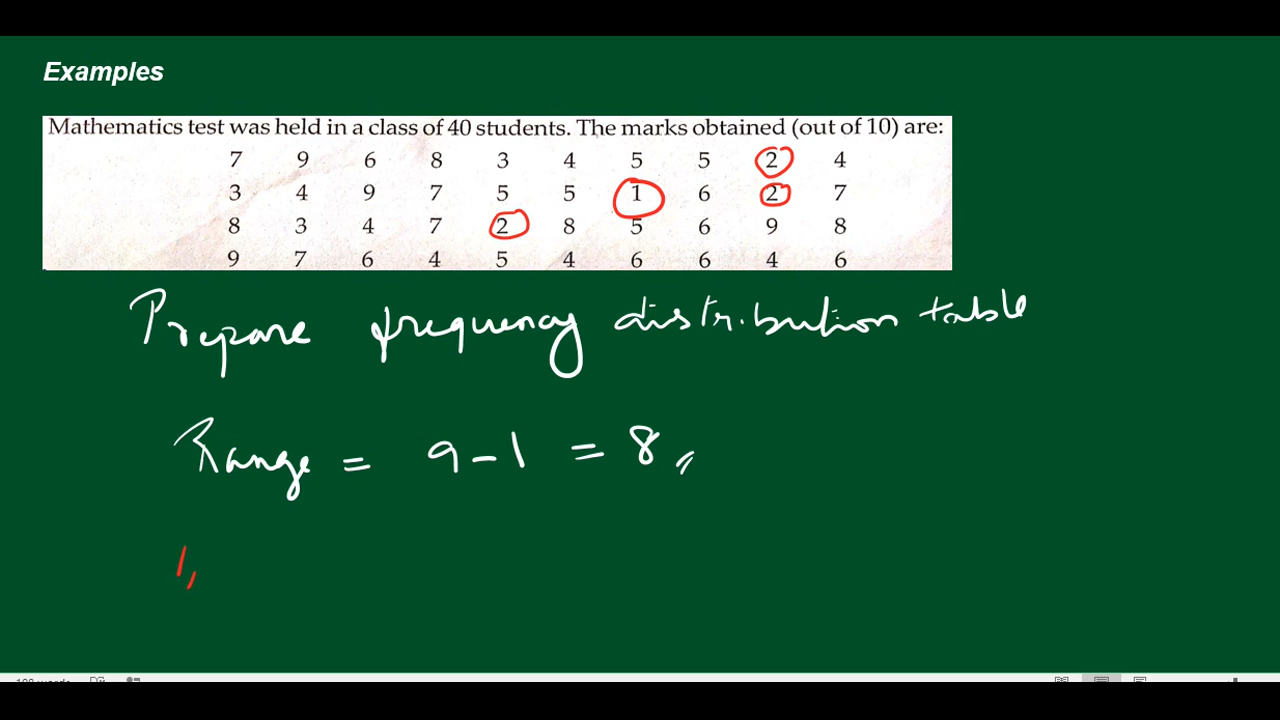 Examples
Mathematics test was held in a class of 40 students. The marks obtained (out of 10) are:
7 9 6 8 3 4 5 5 2 4
3 4 9 7 5 5 1 6 2 7
8 3 4 7 2 8 5 6 9 8
9 7 6 4 5 4 6 6 4 6
Prepare frequency distribution table
Range = 9 - 1 = 8,,
1,